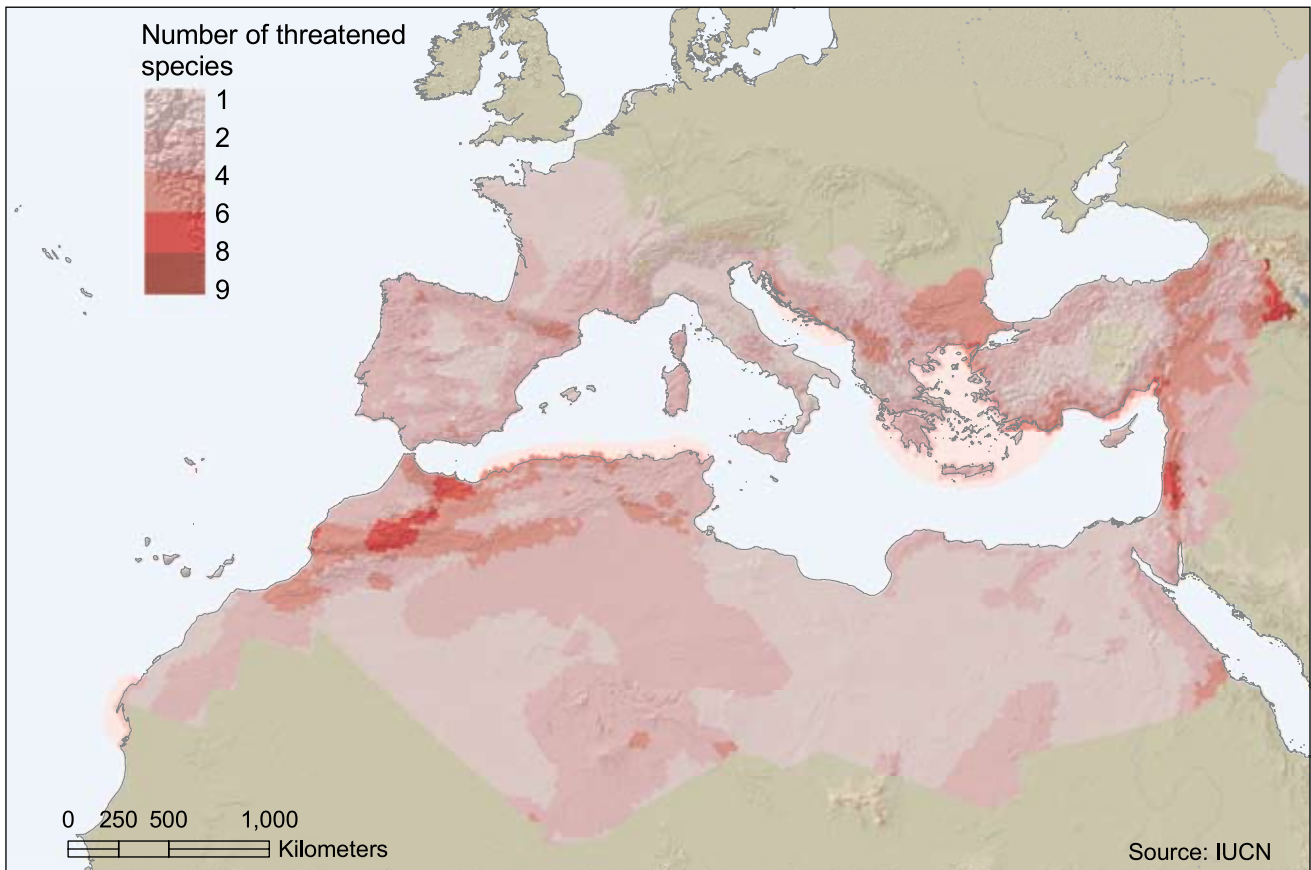 Number of threatened
species
1
2
4
6
8
9
0 250 500 1,000
Kilometers
Source: IUCN